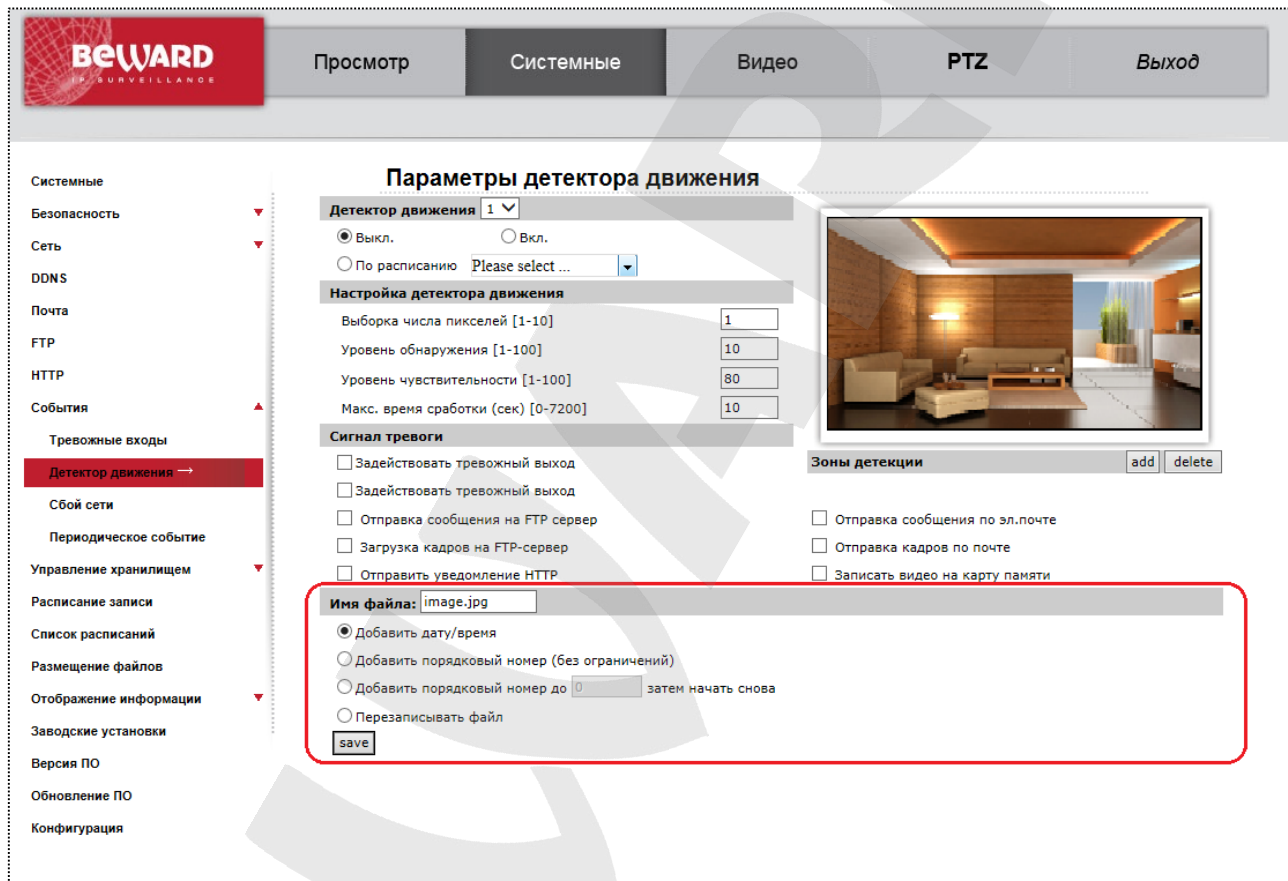 BEWARD
IP SURVEILLANCE
Просмотр
Системные
Видео
PTZ
Выход
Системные
Безопасность
Сеть
DDNS
Почта
FTP
HTTP
События
Тревожные входы
Детектор движения →
Сбой сети
Периодическое событие
Управление хранилищем
Расписание записи
Список расписаний
Размещение файлов
Отображение информации
Заводские установки
Версия ПО
Обновление ПО
Конфигурация
Параметры детектора движения
Детектор движения 1
Выкл. Вкл.
По расписанию Please select ...
Настройка детектора движения
Выборка числа пикселей [1-10] 1
Уровень обнаружения [1-100] 10
Уровень чувствительности [1-100] 80
Макс. время сработки (сек) [0-7200] 10
Сигнал тревоги
Задействовать тревожный выход
Задействовать тревожный выход
Отправка сообщения на FTP сервер
Загрузка кадров на FTP-сервер
Отправить уведомление HTTP
Зоны детекции add delete
Отправка сообщения по эл.почте
Отправка кадров по почте
Записать видео на карту памяти
Имя файла: image.jpg
Добавить дату/время
Добавить порядковый номер (без ограничений)
Добавить порядковый номер до 0 затем начать снова
Перезаписывать файл
save